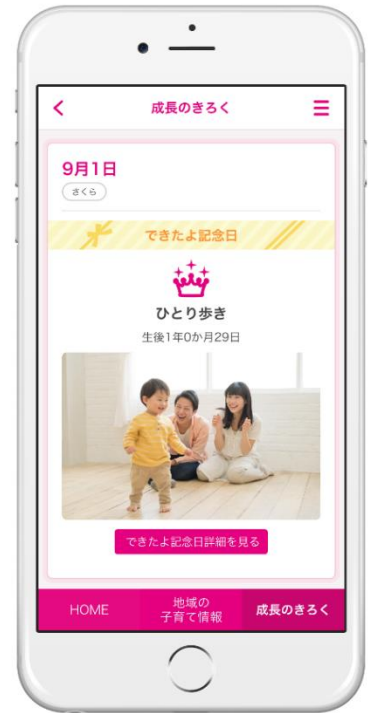 成長のきろく
9月1日
さくら
できたよ記念日
ひとり歩き
生後1年0か月29日
できたよ記念日詳細を見る
HOME
地域の
子育て情報
成長のきろく